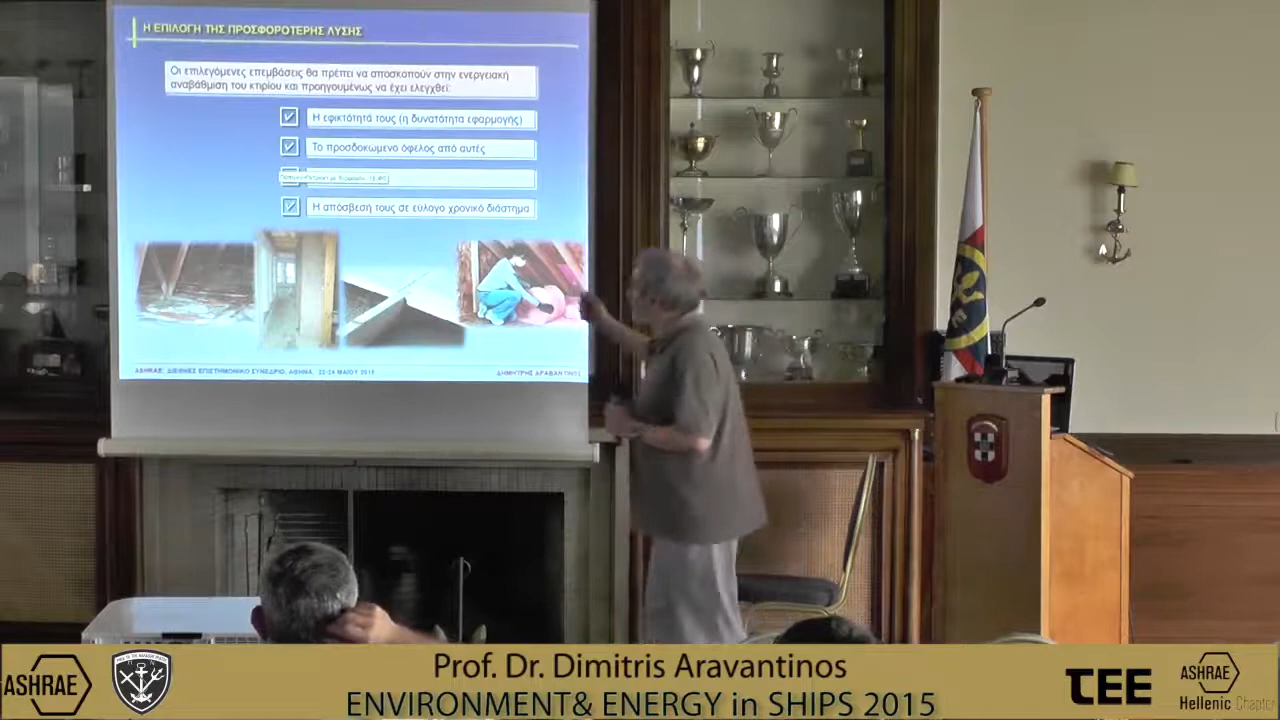 Η ΕΠΙΛΟΓΗ ΤΗΣ ΠΡΟΣΦΟΡΟΤΕΡΗΣ ΛΥΣΗΣ
Οι επιλεγόμενες επεμβάσεις θα πρέπει να αποσκοπούν στην ενεργειακή
αναβάθμιση του κτηρίου και προηγουμένως να έχει ελεγχθεί:
Η εφικτότητά τους (η δυνατότητα εφαρμογής)
Το προσδοκώμενο όφελος από αυτές
Η απόσβεσή τους σε εύλογο χρονικό διάστημα
ASHRAE: ΔΙΕΘΝΕΣ ΕΠΙΣΤΗΜΟΝΙΚΟ ΣΥΝΕΔΡΙΟ, ΑΘΗΝΑ, 22-24 ΜΑΙΟΥ 2015
ΔΗΜΗΤΡΗΣ ΑΡΑΒΑΝΤΙΝΟΣ
Prof. Dr. Dimitris Aravantinos
ENVIRONMENT& ENERGY in SHIPS 2015
ASHRAE
TEE
ASHRAE
Hellenic Chapter